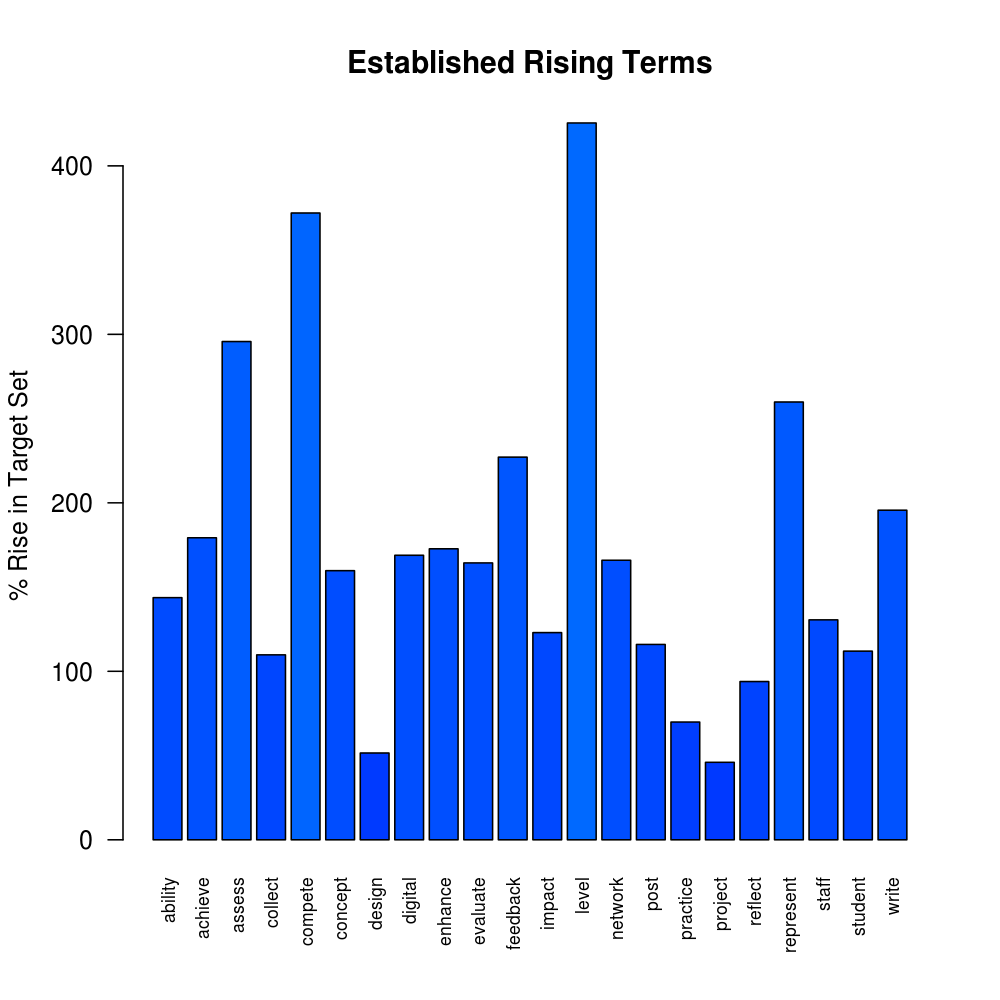 Established Rising Terms
% Rise in Target Set
400
300
200
100
0
ability
achieve
assess
collect
compete
concept
design
digital
enhance
evaluate
feedback
impact
level
network
post
practice
project
reflect
represent
staff
student
write